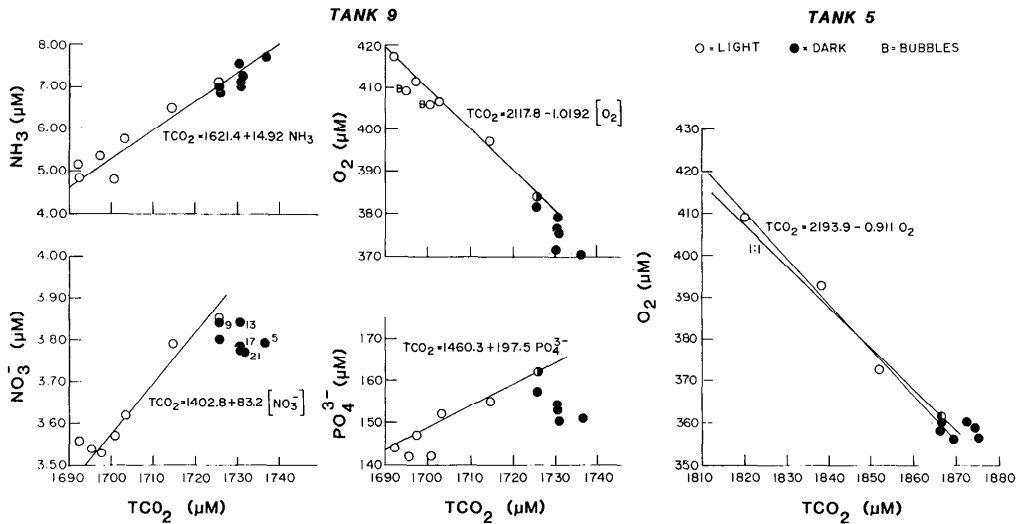 TANK 9
TANK 5
○ = LIGHT ● = DARK B = BUBBLES
8.00
7.00
6.00
5.00
4.00
NH3 (µM)
TCO2 = 1621.4 + 14.92 NH3
420
410
400
390
380
370
O2 (µM)
B
B
TCO2 = 2117.8 - 1.0192 [O2]
4.00
3.90
3.80
3.70
3.60
3.50
NO3⁻ (µM)
9
13
17
5
21
TCO2 = 1402.8 + 83.2 [NO3⁻]
1690 1700 1710 1720 1730 1740
TCO2 (µM)
160
150
160
150
140
PO4³⁻ (µM)
TCO2 = 1460.3 + 197.5 PO4³⁻
1690 1700 1710 1720 1730 1740
TCO2 (µM)
430
420
410
400
390
380
370
360
350
O2 (µM)
TCO2 = 2193.9 - 0.911 O2
1:1
1810 1820 1830 1840 1850 1860 1870 1880
TCO2 (µM)